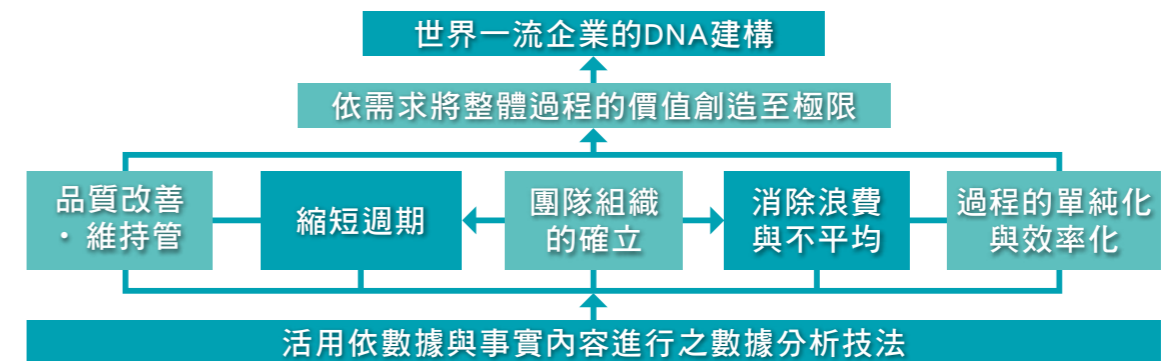 世界一流企業的DNA建構
依需求將整體過程的價值創造至極限
品質改善
・維持管
縮短週期
團隊組織
的確立
消除浪費
與不平均
過程的單純化
與效率化
活用依數據與事實內容進行之數據分析技法